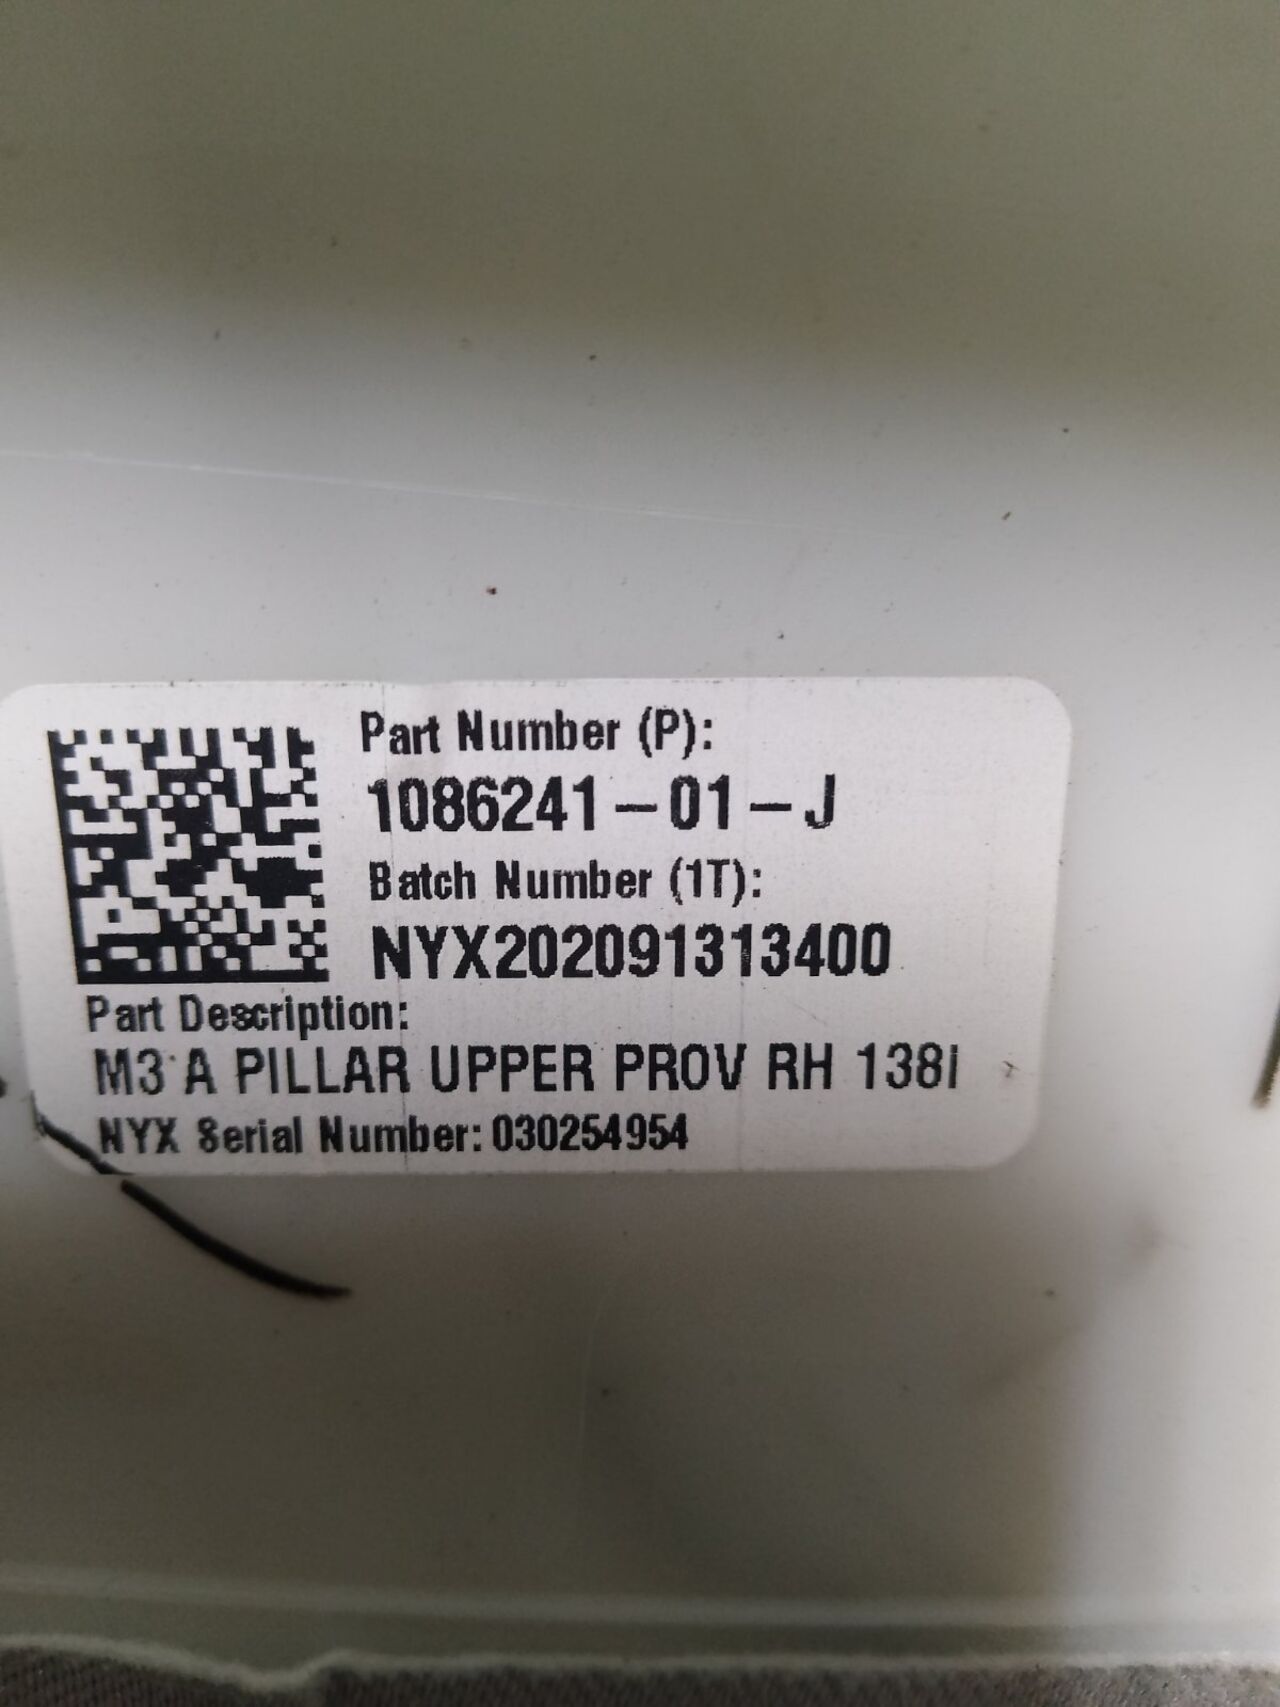 Part Number (P):
1086241-01-J
Batch Number (1T):
NYX202091313400
Part Description:
M3 A PILLAR UPPER PROV RH 138i
NYX Serial Number: 030254954